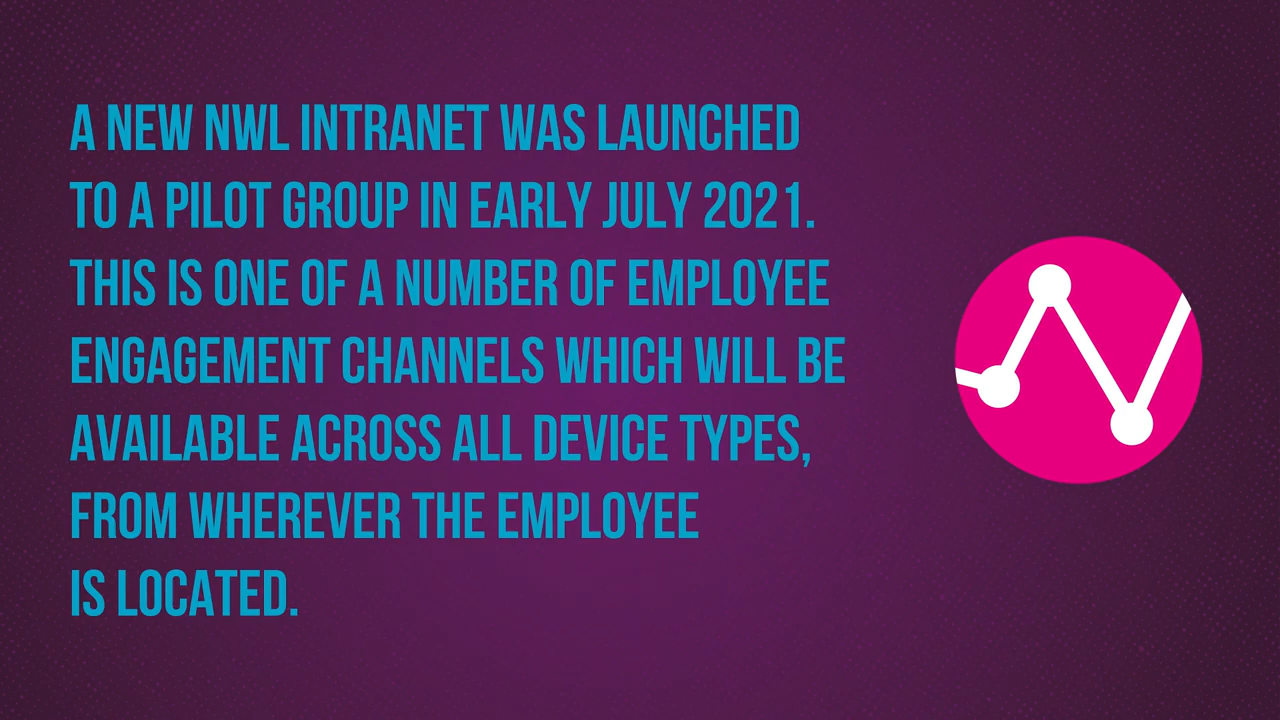 A NEW NWL INTRANET WAS LAUNCHED
TO A PILOT GROUP IN EARLY JULY 2021.
THIS IS ONE OF A NUMBER OF EMPLOYEE
ENGAGEMENT CHANNELS WHICH WILL BE
AVAILABLE ACROSS ALL DEVICE TYPES,
FROM WHEREVER THE EMPLOYEE
IS LOCATED.